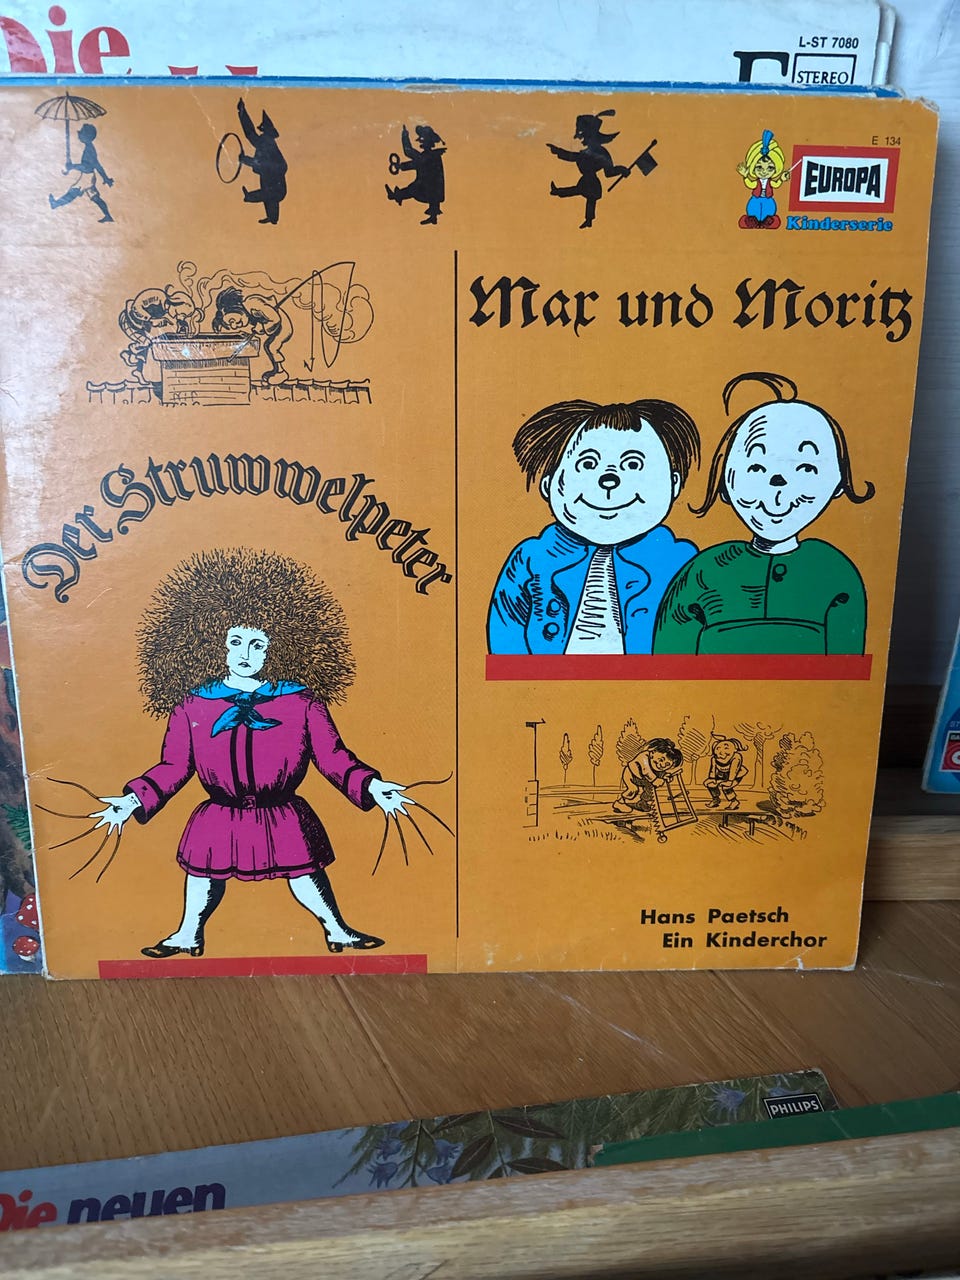 Die
L-ST 7080
STEREO
E 134
EUROPA
Kinderserie
Max und Moritz
Der Struwwelpeter
Hans Paetsch
Ein Kinderchor
PHILIPS
Die neuen